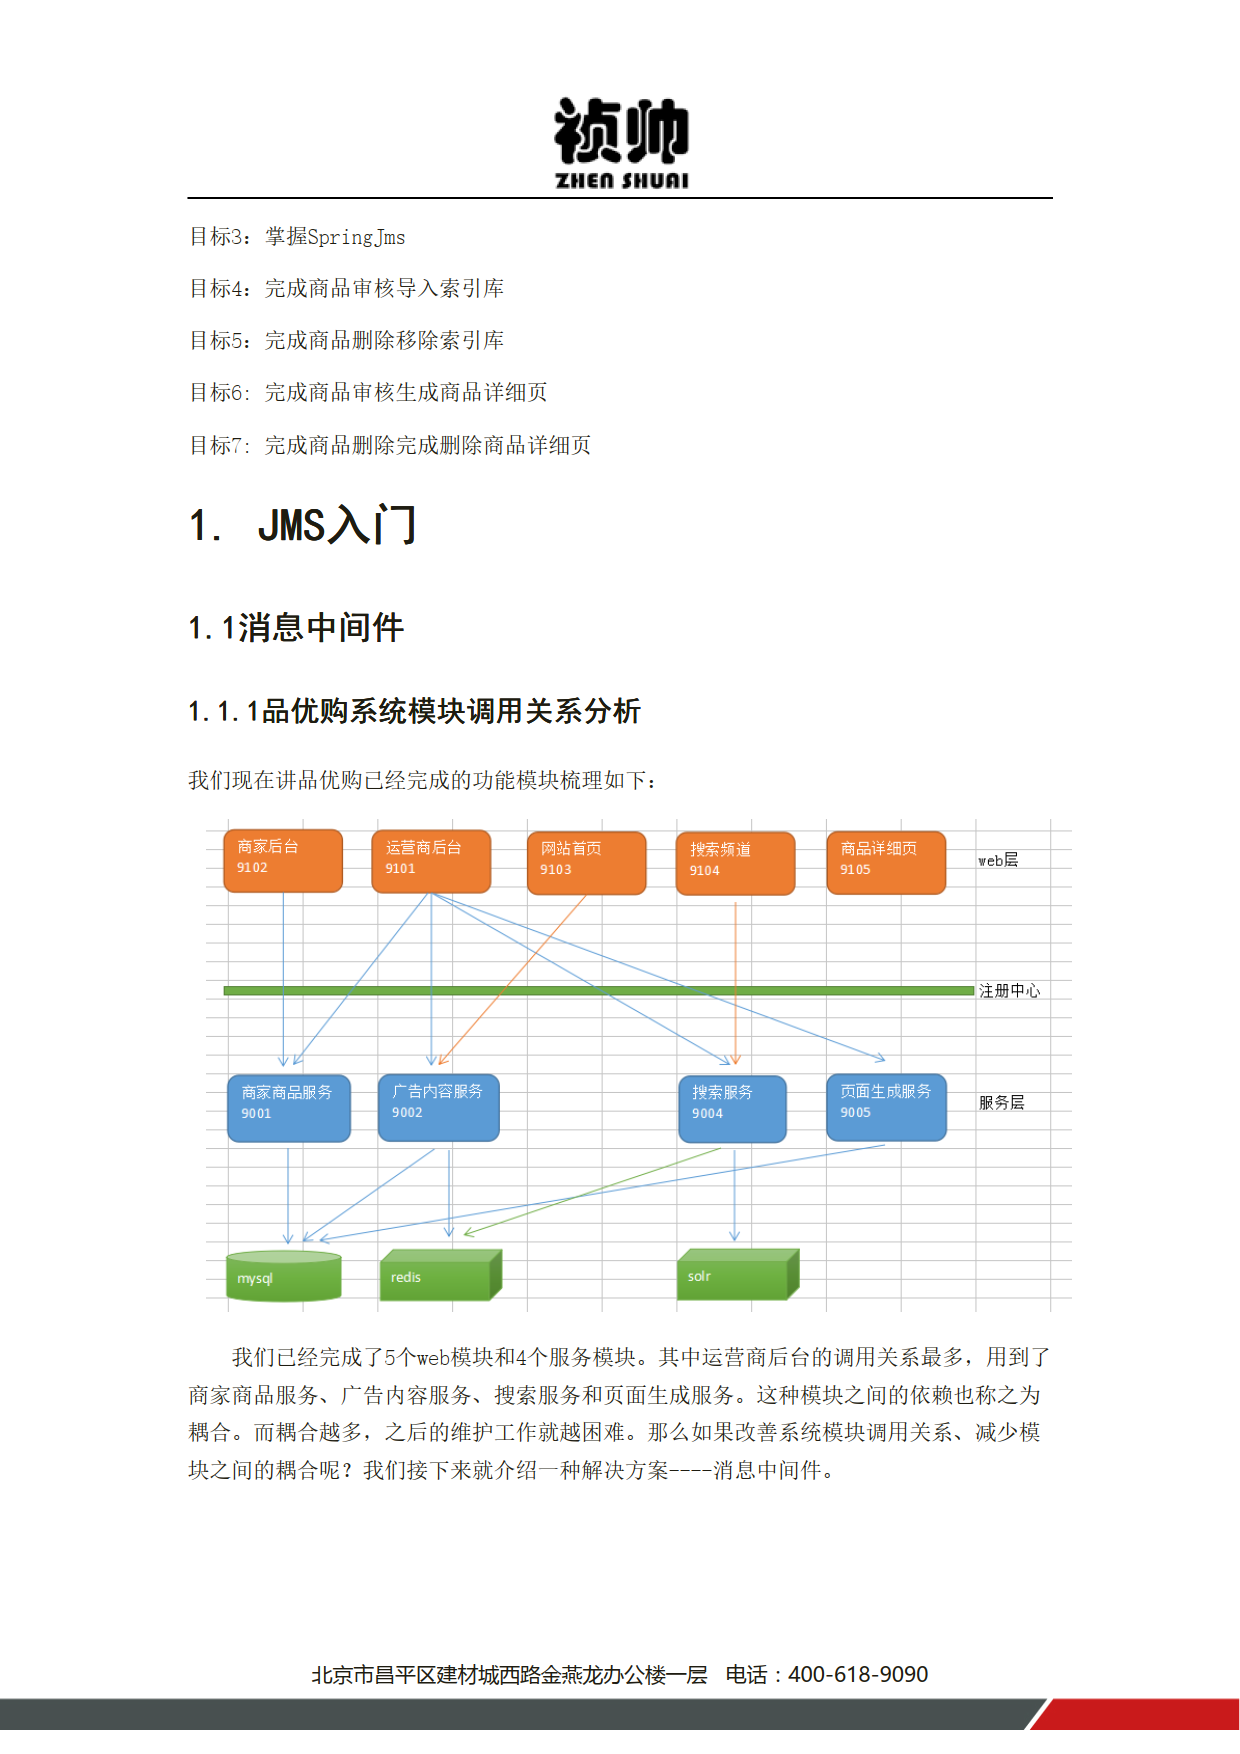 祯帅
ZHEN SHUAI
目标3：掌握SpringJms
目标4：完成商品审核导入索引库
目标5：完成商品删除移除索引库
目标6：完成商品审核生成商品详细页
目标7：完成商品删除完成删除商品详细页
1. JMS入门
1.1消息中间件
1.1.1品优购系统模块调用关系分析
我们现在讲品优购已经完成的功能模块梳理如下：
商家后台
9102
运营商后台
9101
网站首页
9103
搜索频道
9104
商品详细页
9105
web层
注册中心
商家商品服务
9001
广告内容服务
9002
搜索服务
9004
页面生成服务
9005
服务层
mysql
redis
solr
我们已经完成了5个web模块和4个服务模块。其中运营商后台的调用关系最多，用到了
商家商品服务、广告内容服务、搜索服务和页面生成服务。这种模块之间的依赖也称之为
耦合。而耦合越多，之后的维护工作就越困难。那么如果改善系统模块调用关系、减少模
块之间的耦合呢？我们接下来就介绍一种解决方案----消息中间件。
北京市昌平区建材城西路金燕龙办公楼一层 电话：400-618-9090